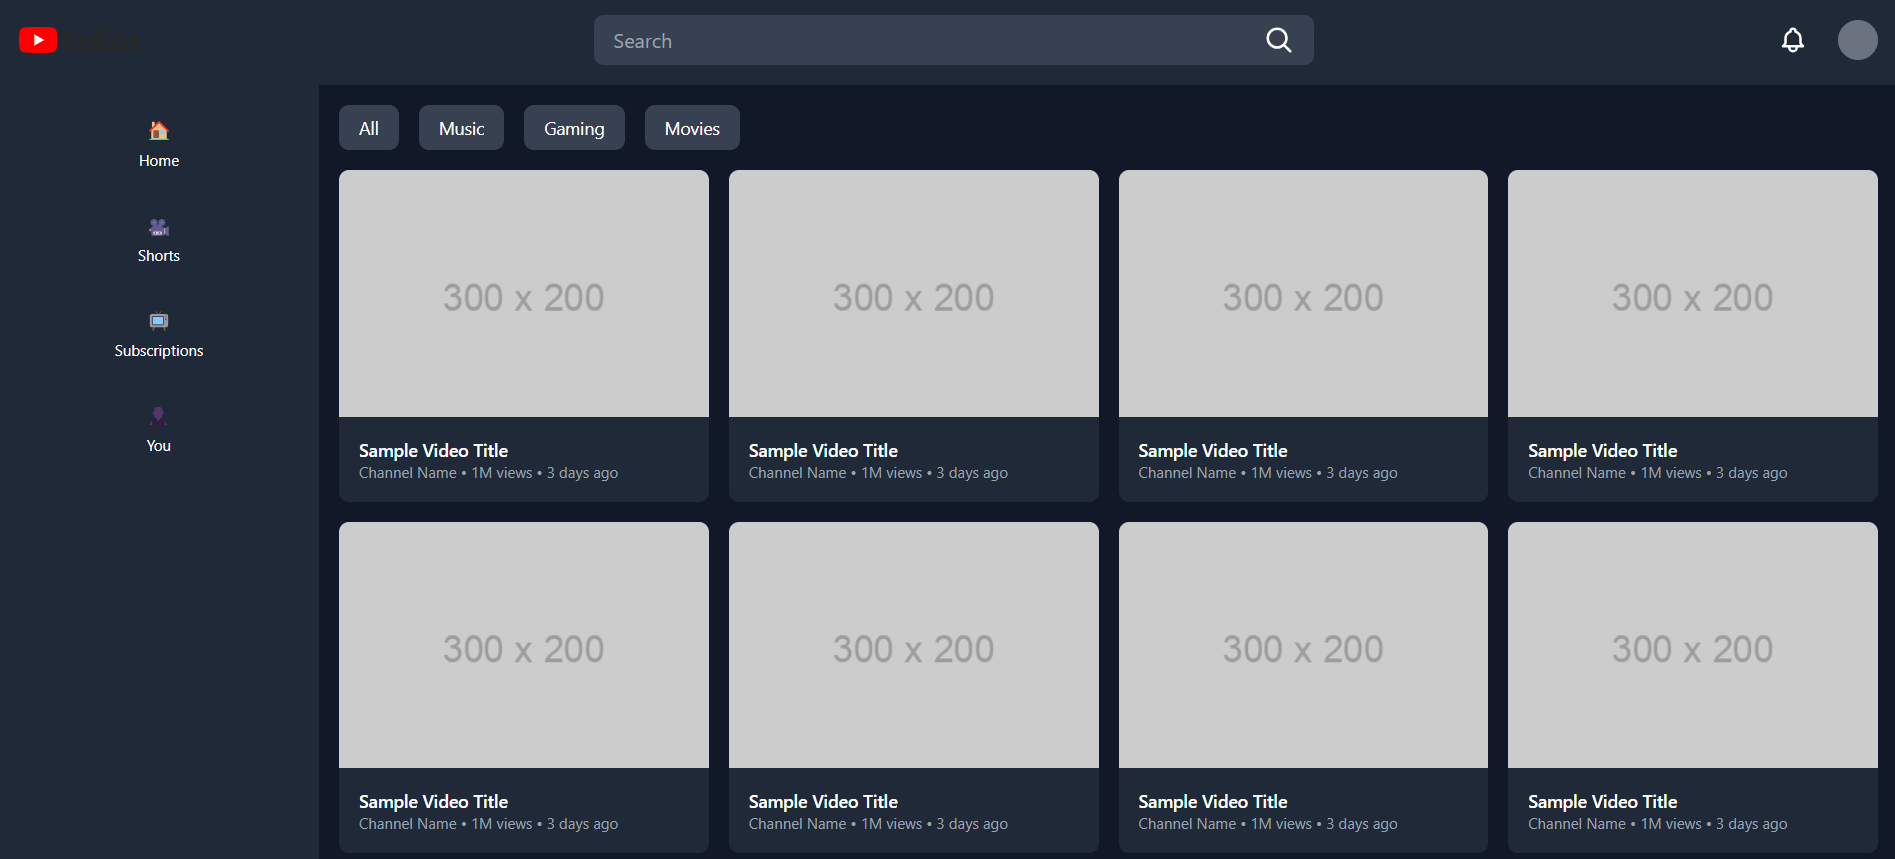 Search
All
Music
Gaming
Movies
Home
Shorts
Subscriptions
You
300 x 200
300 x 200
300 x 200
300 x 200
Sample Video Title
Channel Name • 1M views • 3 days ago
Sample Video Title
Channel Name • 1M views • 3 days ago
Sample Video Title
Channel Name • 1M views • 3 days ago
Sample Video Title
Channel Name • 1M views • 3 days ago
300 x 200
300 x 200
300 x 200
300 x 200
Sample Video Title
Channel Name • 1M views • 3 days ago
Sample Video Title
Channel Name • 1M views • 3 days ago
Sample Video Title
Channel Name • 1M views • 3 days ago
Sample Video Title
Channel Name • 1M views • 3 days ago